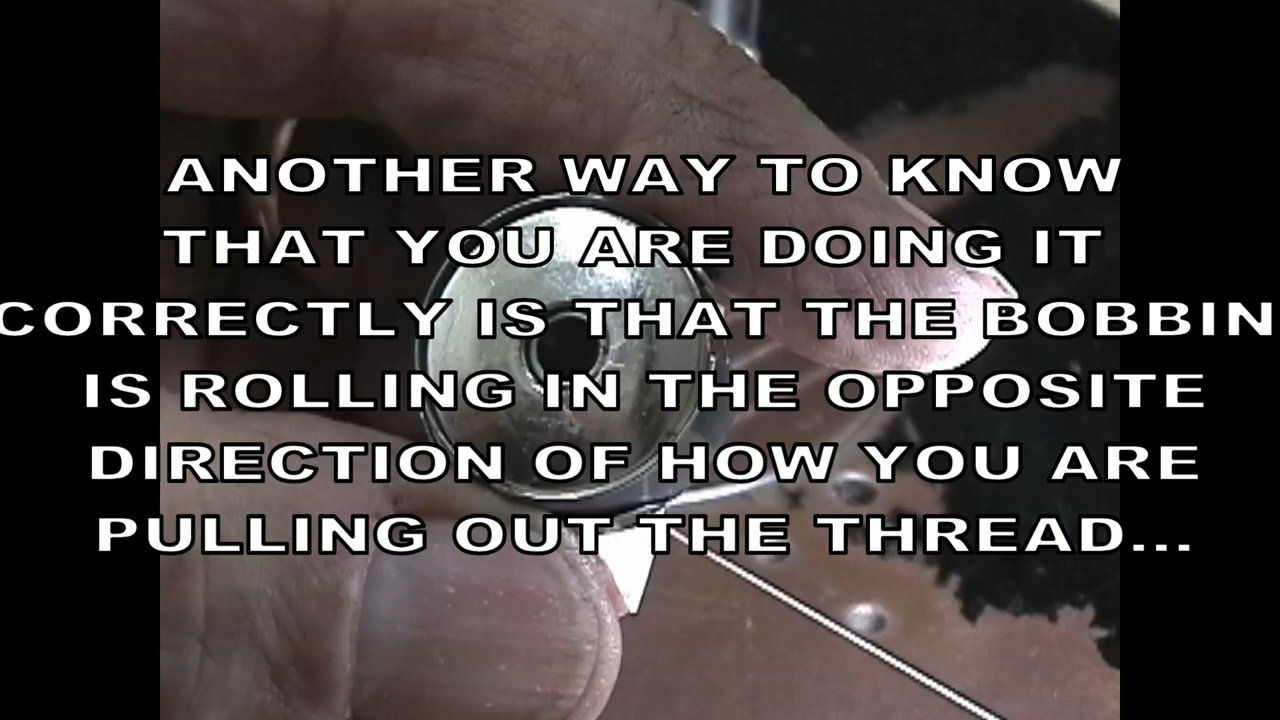 ANOTHER WAY TO KNOW
THAT YOU ARE DOING IT
CORRECTLY IS THAT THE BOBBIN
IS ROLLING IN THE OPPOSITE
DIRECTION OF HOW YOU ARE
PULLING OUT THE THREAD...